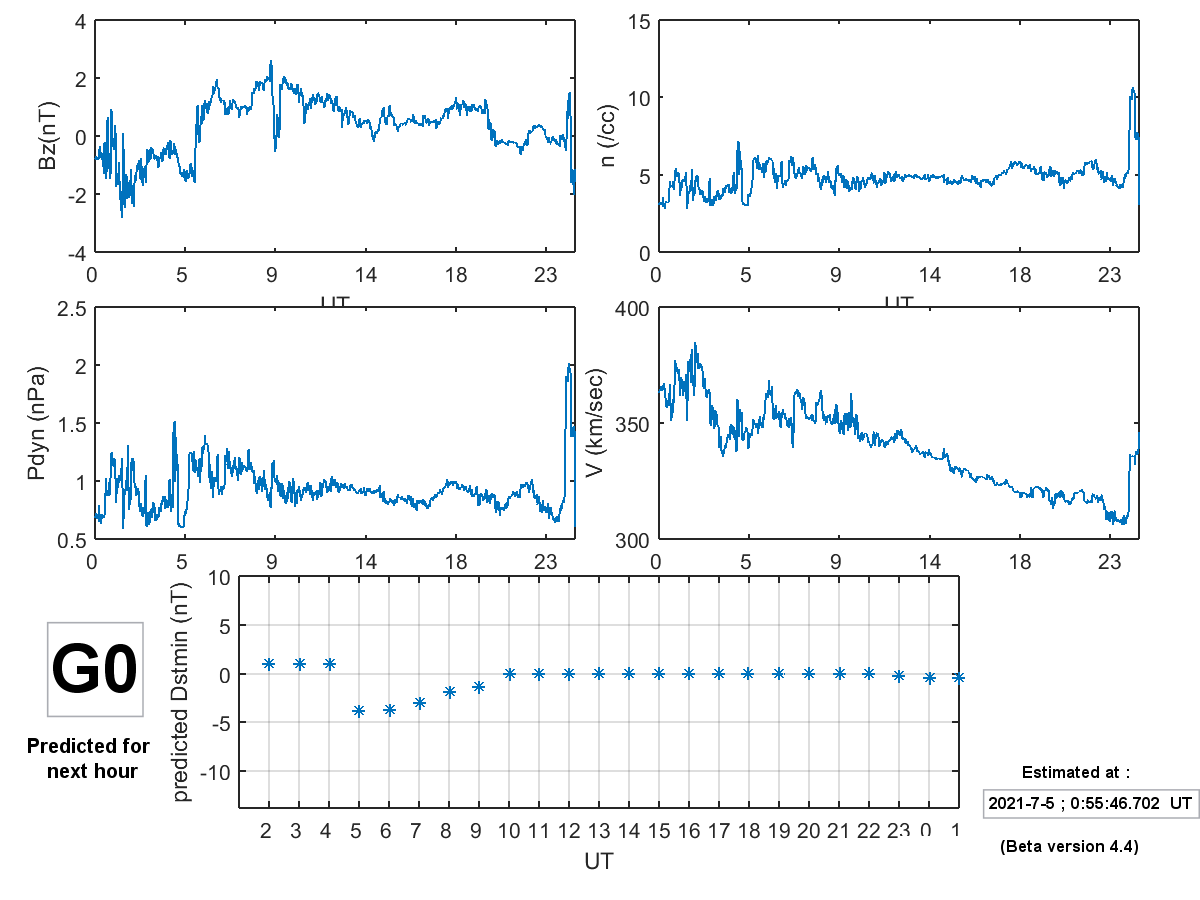 4
2
0
-2
-4
Bz(nT)
0 5 9 14 18 23
UT
15
10
5
0
n (/cc)
0 5 9 14 18 23
UT
2.5
2
1.5
1
0.5
Pdyn (nPa)
0 5 9 14 18 23
400
350
300
V (km/sec)
0 5 9 14 18 23
10
5
0
-5
-10
predicted Dstmin (nT)
2 3 4 5 6 7 8 9 10 11 12 13 14 15 16 17 18 19 20 21 22 23 0 1
UT
G0
Predicted for
next hour
Estimated at :
2021-7-5 ; 0:55:46.702 UT
(Beta version 4.4)